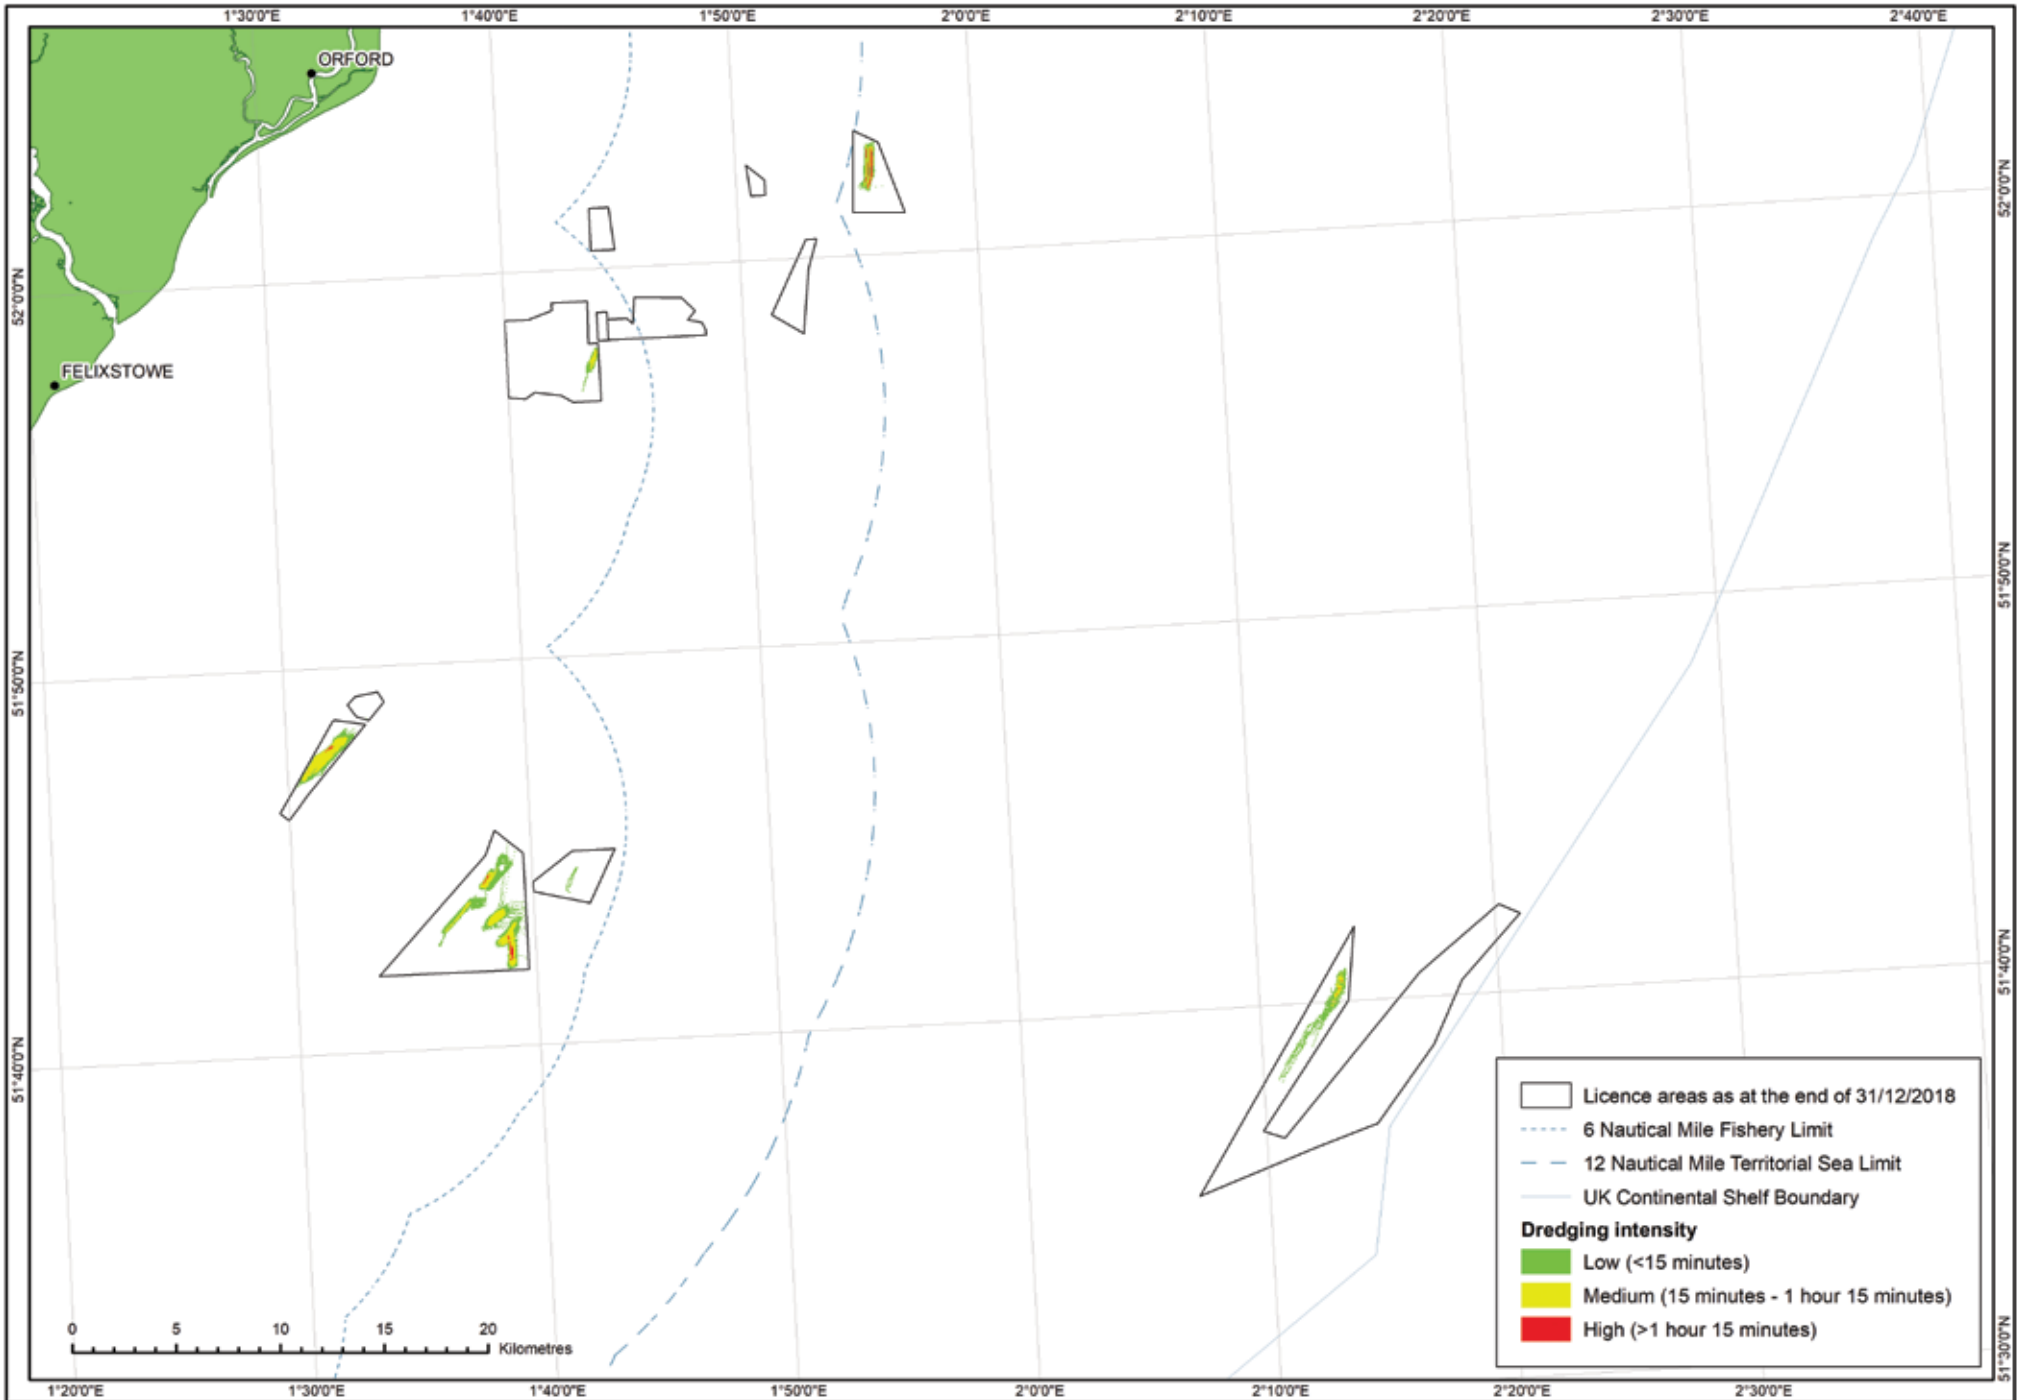 1°30'0"E 1°40'0"E 1°50'0"E 2°0'0"E 2°10'0"E 2°20'0"E 2°30'0"E 2°40'0"E
ORFORD
52°0'0"N
52°0'0"N
FELIXSTOWE
51°50'0"N
51°50'0"N
51°40'0"N
51°40'0"N
Licence areas as at the end of 31/12/2018
6 Nautical Mile Fishery Limit
12 Nautical Mile Territorial Sea Limit
UK Continental Shelf Boundary
Dredging intensity
Low (<15 minutes)
Medium (15 minutes - 1 hour 15 minutes)
High (>1 hour 15 minutes)
0 5 10 15 20
Kilometres
51°30'0"N
1°20'0"E 1°30'0"E 1°40'0"E 1°50'0"E 2°0'0"E 2°10'0"E 2°20'0"E 2°30'0"E